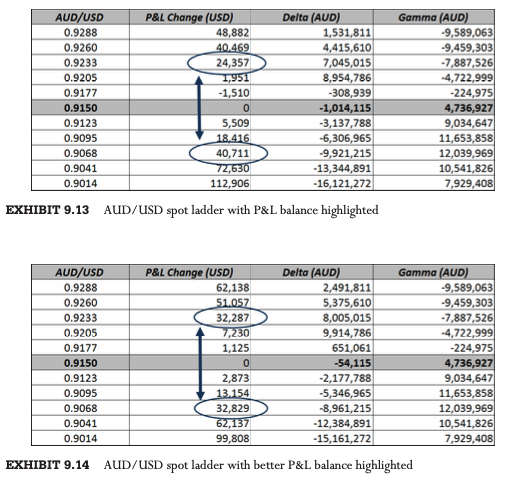 AUD/USD P&L Change (USD) Delta (AUD) Gamma (AUD)
0.9288 48,882 1,531,811 -9,589,063
0.9260 40,469 4,415,610 -9,459,303
0.9233 24,357 7,045,015 -7,887,526
0.9205 1,951 8,954,786 -4,722,999
0.9177 -1,510 -308,939 -224,975
0.9150 0 -1,014,115 4,736,927
0.9123 5,509 -3,137,788 9,034,647
0.9095 18,416 -6,306,965 11,653,858
0.9068 40,711 -9,921,215 12,039,969
0.9041 72,630 -13,344,891 10,541,826
0.9014 112,906 -16,121,272 7,929,408
EXHIBIT 9.13 AUD/USD spot ladder with P&L balance highlighted
AUD/USD P&L Change (USD) Delta (AUD) Gamma (AUD)
0.9288 62,138 2,491,811 -9,589,063
0.9260 51,057 5,375,610 -9,459,303
0.9233 32,287 8,005,015 -7,887,526
0.9205 7,230 9,914,786 -4,722,999
0.9177 1,125 651,061 -224,975
0.9150 0 -54,115 4,736,927
0.9123 2,873 -2,177,788 9,034,647
0.9095 13,154 -5,346,965 11,653,858
0.9068 32,829 -8,961,215 12,039,969
0.9041 62,137 -12,384,891 10,541,826
0.9014 99,808 -15,161,272 7,929,408
EXHIBIT 9.14 AUD/USD spot ladder with better P&L balance highlighted